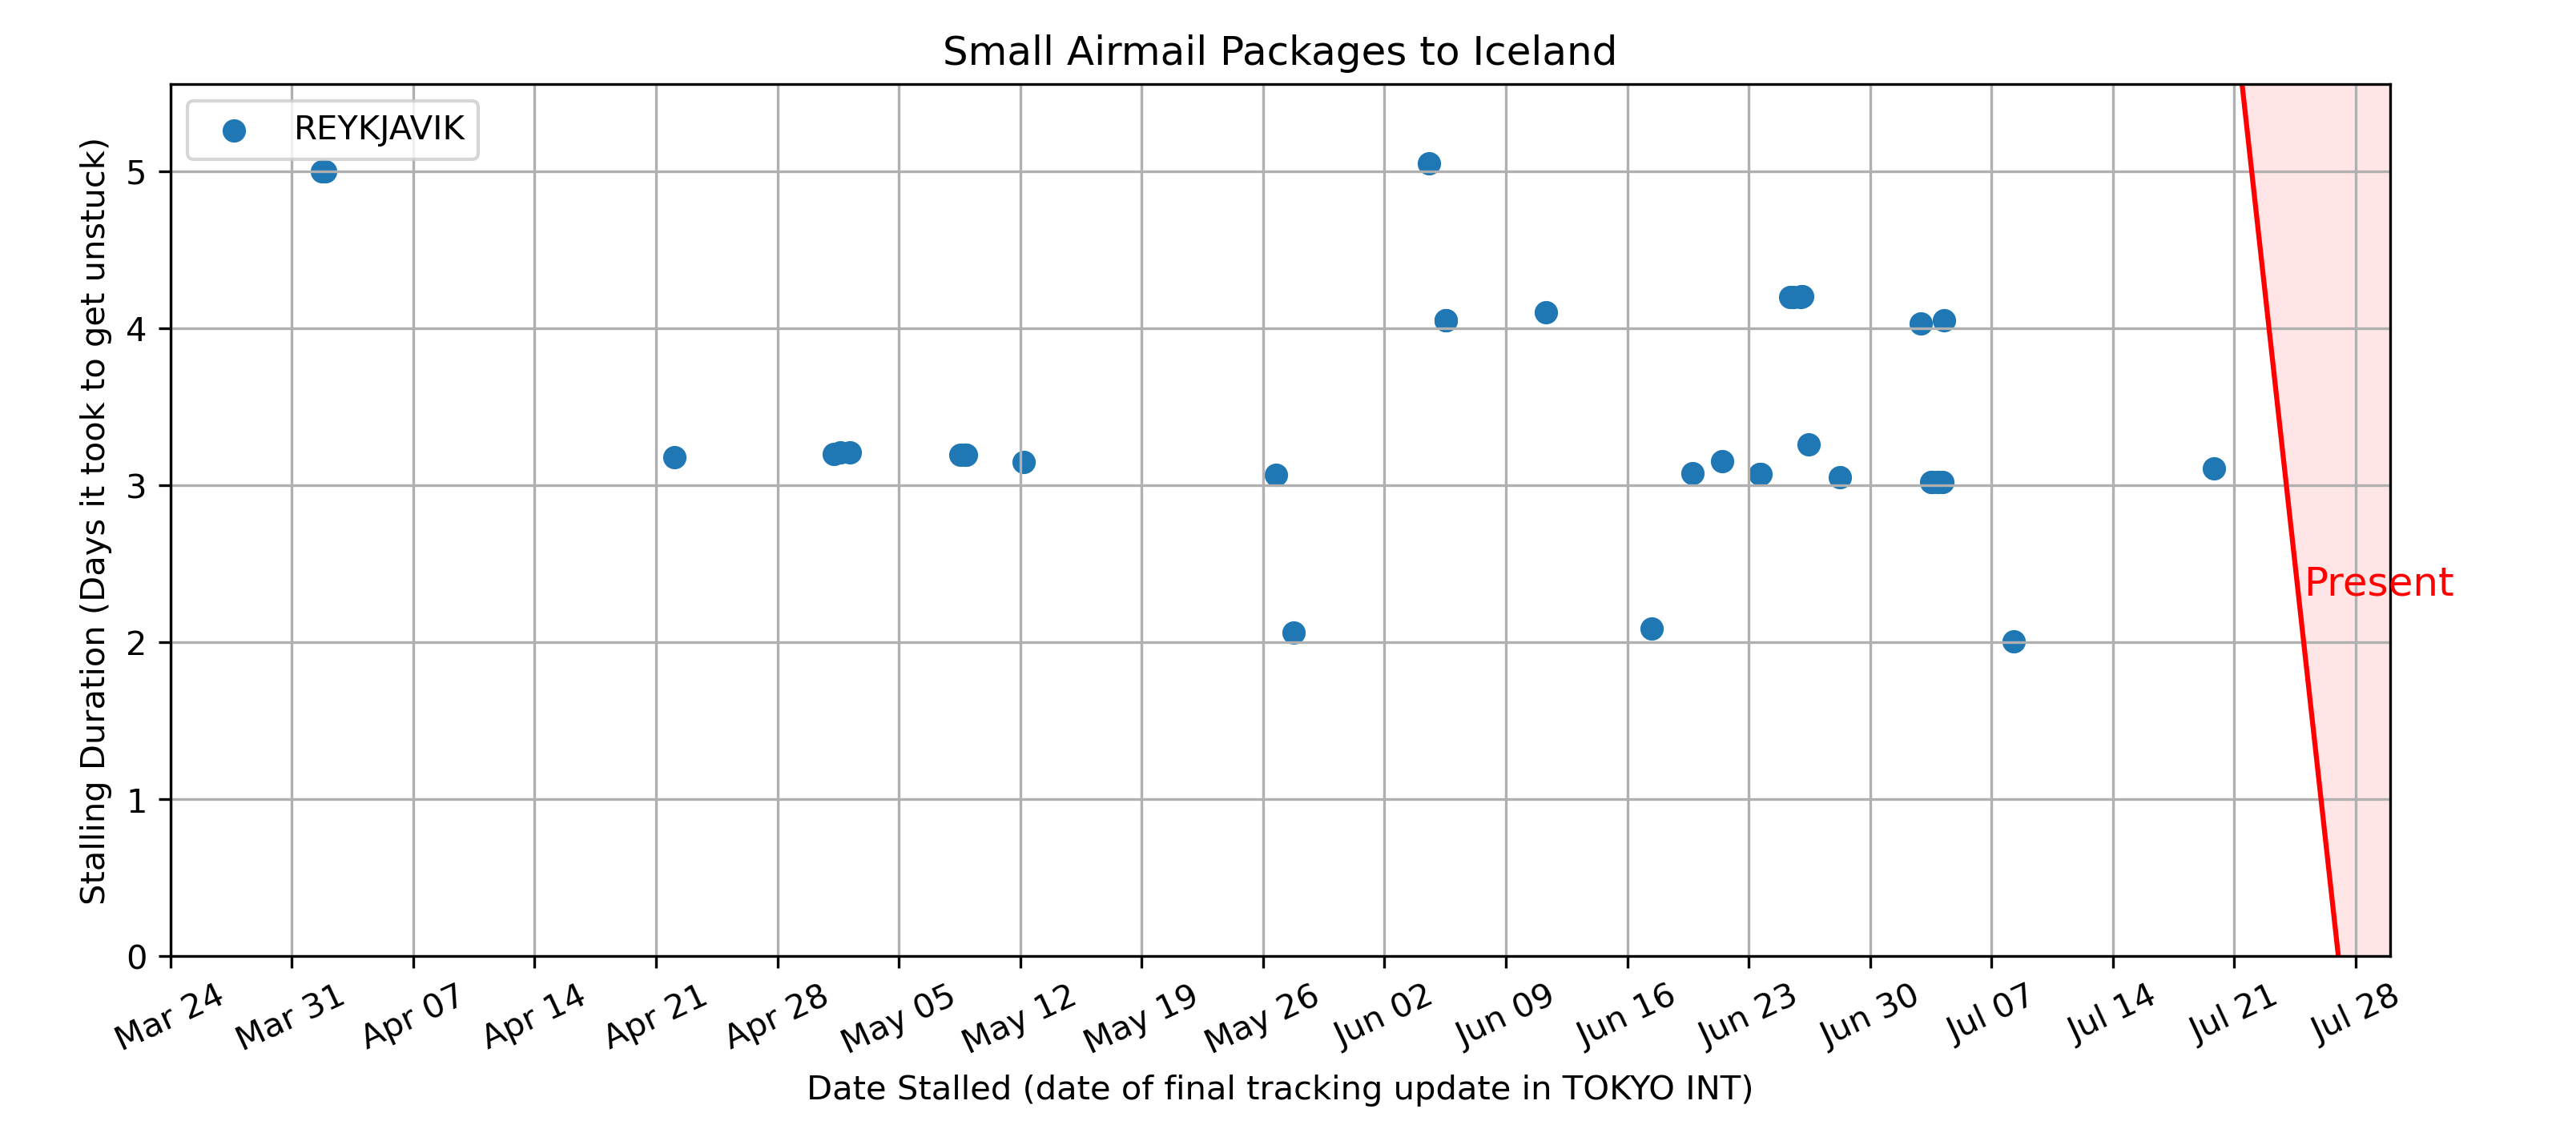 Small Airmail Packages to Iceland
REYKJAVIK
Stalling Duration (Days it took to get unstuck)
5
4
3
2
1
0
Present
Mar 24
Mar 31
Apr 07
Apr 14
Apr 21
Apr 28
May 05
May 12
May 19
May 26
Jun 02
Jun 09
Jun 16
Jun 23
Jun 30
Jul 07
Jul 14
Jul 21
Jul 28
Date Stalled (date of final tracking update in TOKYO INT)